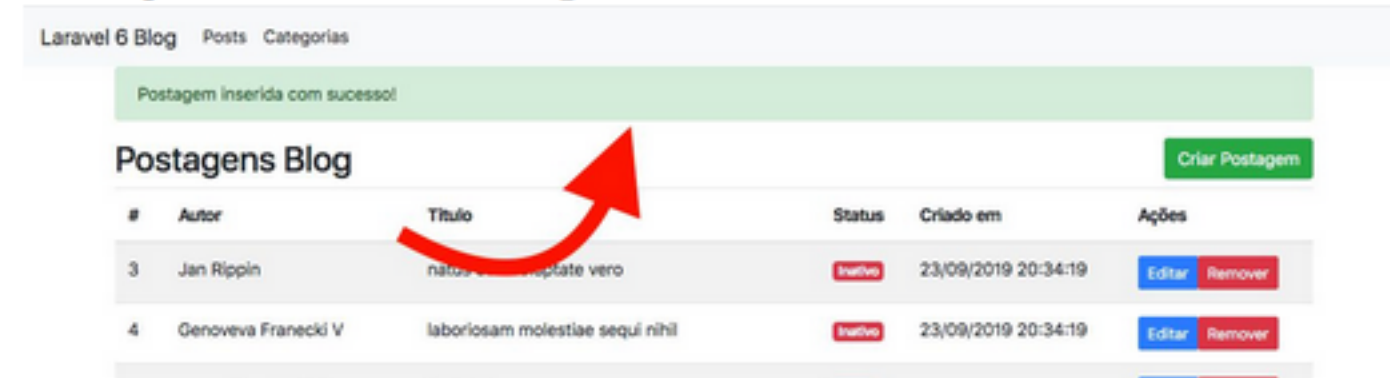 Laravel 6 Blog Posts Categorias
Postagem inserida com sucesso!
Postagens Blog Criar Postagem
# Autor Título Status Criado em Ações
3 Jan Rippin vero Inativo 23/09/2019 20:34:19 Editar Remover
4 Genoveva Franecki V laboriosam molestiae sequi nihil Inativo 23/09/2019 20:34:19 Editar Remover